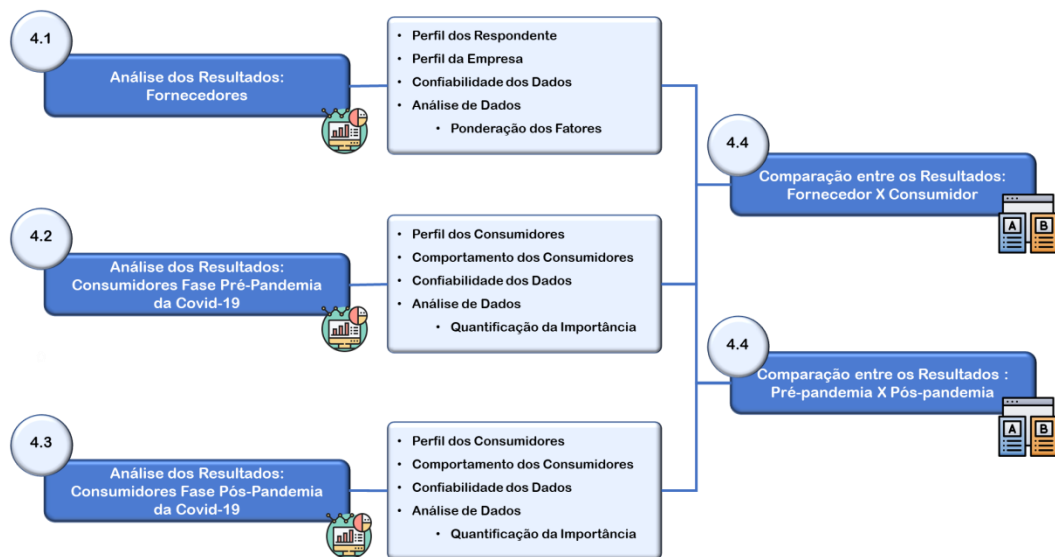 4.1
Análise dos Resultados:
Fornecedores
• Perfil dos Respondente
• Perfil da Empresa
• Confiabilidade dos Dados
• Análise de Dados
• Ponderação dos Fatores
4.2
Análise dos Resultados:
Consumidores Fase Pré-Pandemia
da Covid-19
• Perfil dos Consumidores
• Comportamento dos Consumidores
• Confiabilidade dos Dados
• Análise de Dados
• Quantificação da Importância
4.3
Análise dos Resultados:
Consumidores Fase Pós-Pandemia
da Covid-19
• Perfil dos Consumidores
• Comportamento dos Consumidores
• Confiabilidade dos Dados
• Análise de Dados
• Quantificação da Importância
4.4
Comparação entre os Resultados:
Fornecedor X Consumidor
A B
4.4
Comparação entre os Resultados :
Pré-pandemia X Pós-pandemia
A B